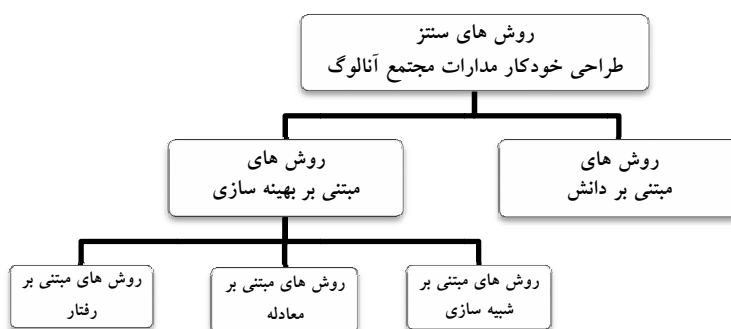 روش های سنتز
طراحی خودکار مدارات مجتمع آنالوگ
روش های
مبتنی بر دانش
روش های
مبتنی بر بهینه سازی
روش های مبتنی بر
شبیه سازی
روش های مبتنی بر
معادله
روش های مبتنی بر
رفتار